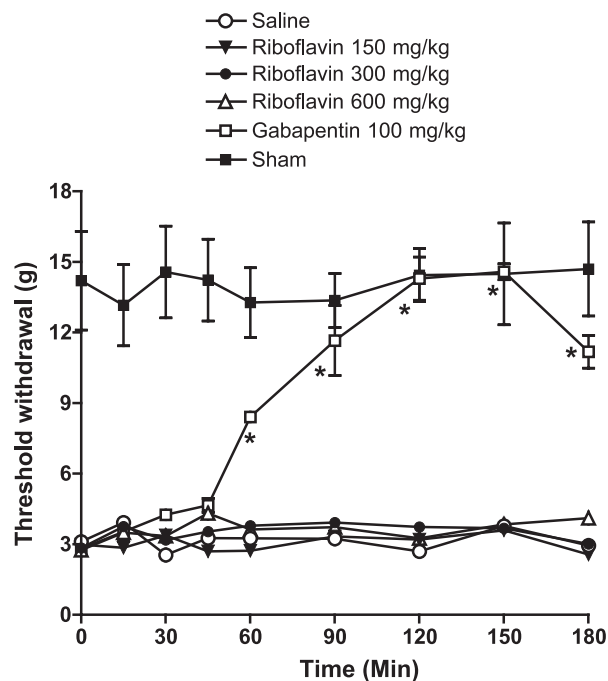 Saline
Riboflavin 150 mg/kg
Riboflavin 300 mg/kg
Riboflavin 600 mg/kg
Gabapentin 100 mg/kg
Sham
18
15
12
9
6
3
0
Threshold withdrawal (g)
* * * * *
0 30 60 90 120 150 180
Time (Min)